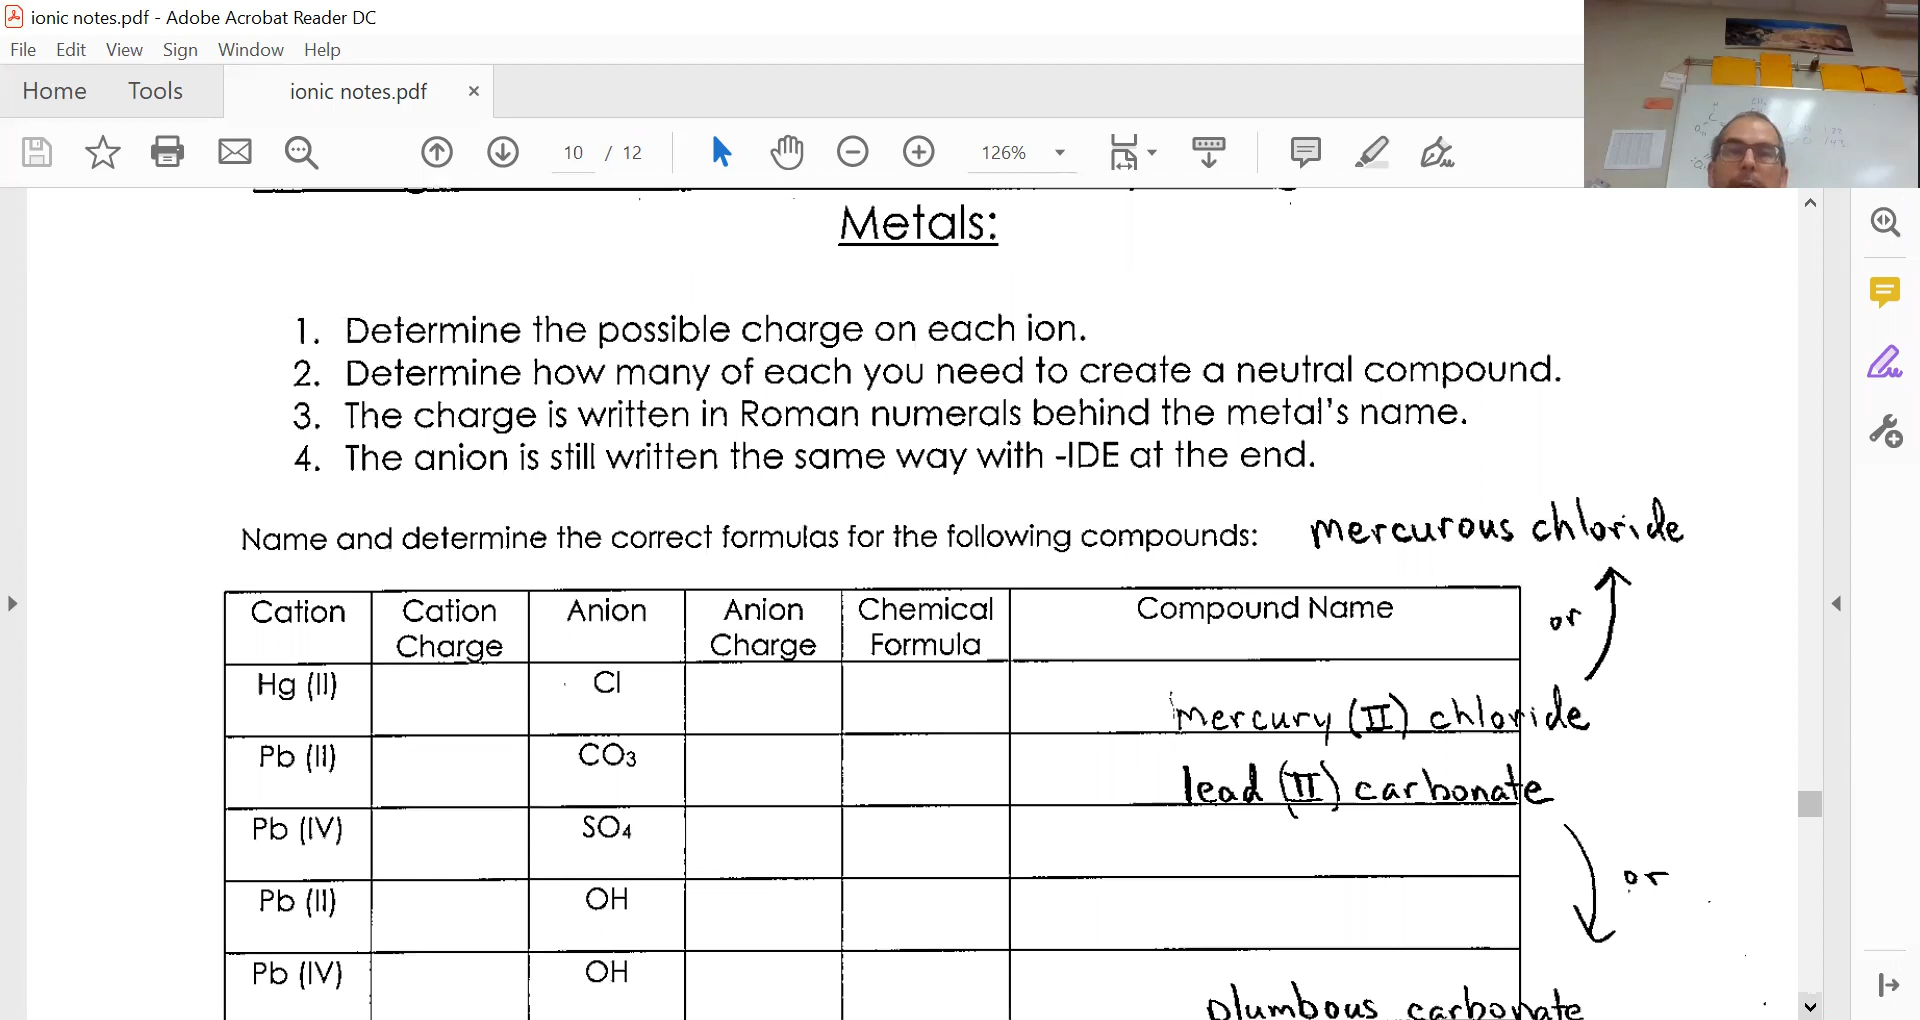 ionic notes.pdf - Adobe Acrobat Reader DC
File Edit View Sign Window Help
Home Tools ionic notes.pdf ×
10 / 12 126%
Metals:
1. Determine the possible charge on each ion.
2. Determine how many of each you need to create a neutral compound.
3. The charge is written in Roman numerals behind the metal's name.
4. The anion is still written the same way with -IDE at the end.
mercurous chloride
Name and determine the correct formulas for the following compounds:
or
Cation Cation Charge Anion Anion Charge Chemical Formula Compound Name
Hg (II) Cl mercury (II) chloride
Pb (II) CO3 lead (II) carbonate
Pb (IV) SO4
or
Pb (II) OH
Pb (IV) OH
plumbous carbonate